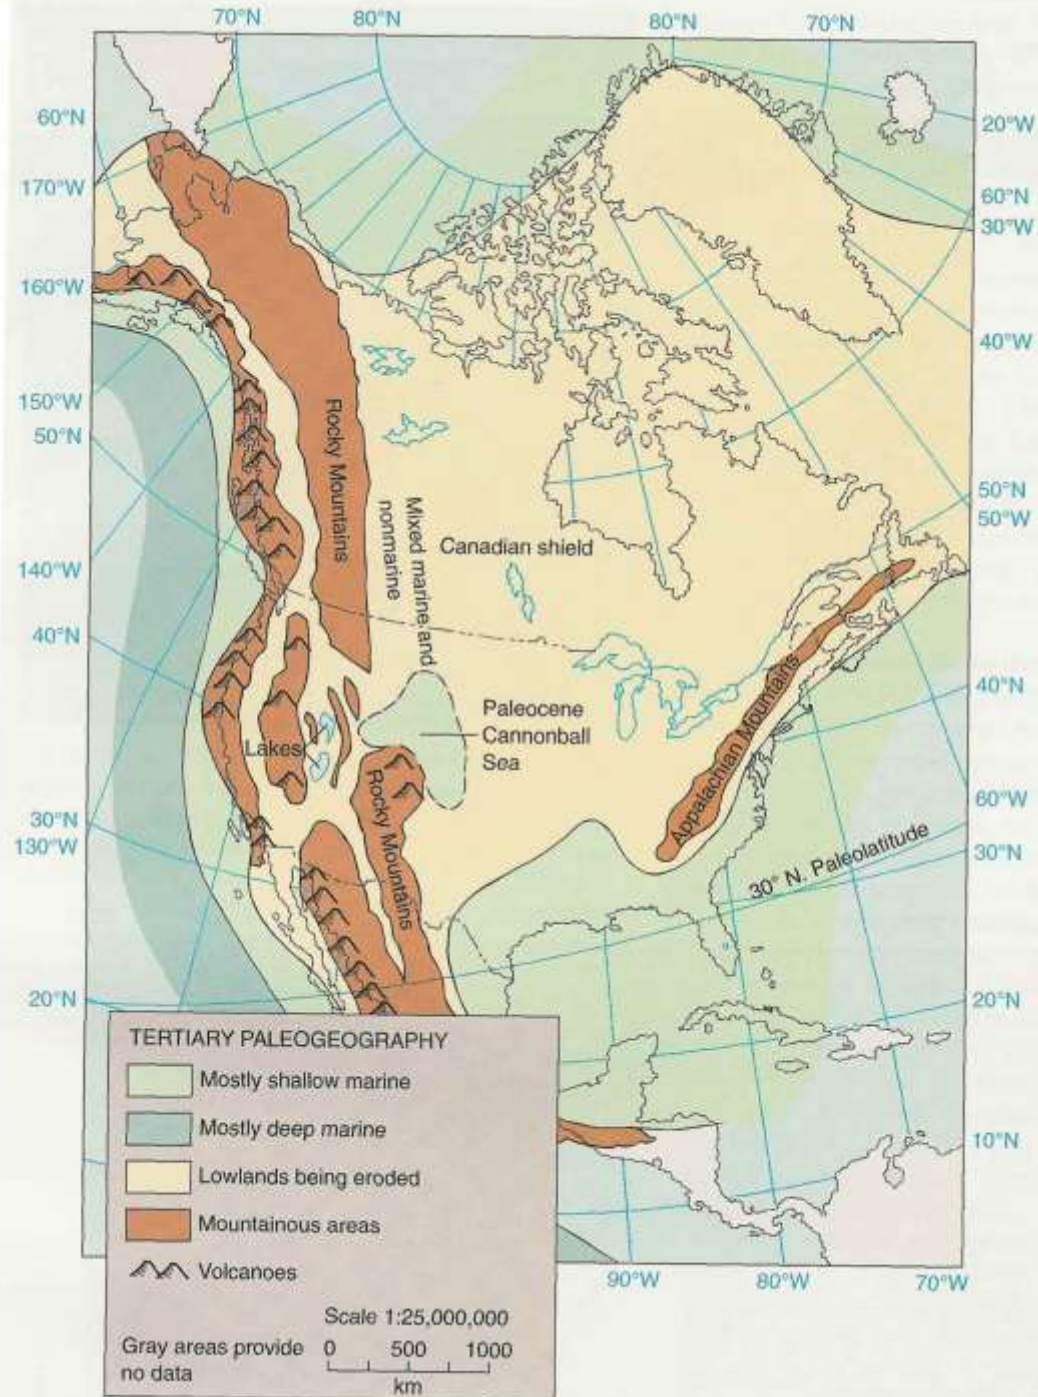 70°N
80°N
80°N
70°N
60°N
170°W
160°W
150°W
50°N
140°W
40°N
30°N
130°W
20°N
20°W
60°N
30°W
40°W
50°N
50°W
40°N
60°W
30°N
20°N
10°N
90°W
80°W
70°W
Rocky Mountains
Mixed marine and
nonmarine
Canadian shield
Paleocene
Cannonball
Sea
Lakes
Rocky Mountains
Appalachian Mountains
30° N. Paleolatitude
TERTIARY PALEOGEOGRAPHY
Mostly shallow marine
Mostly deep marine
Lowlands being eroded
Mountainous areas
Volcanoes
Scale 1:25,000,000
Gray areas provide
no data
0 500 1000
km